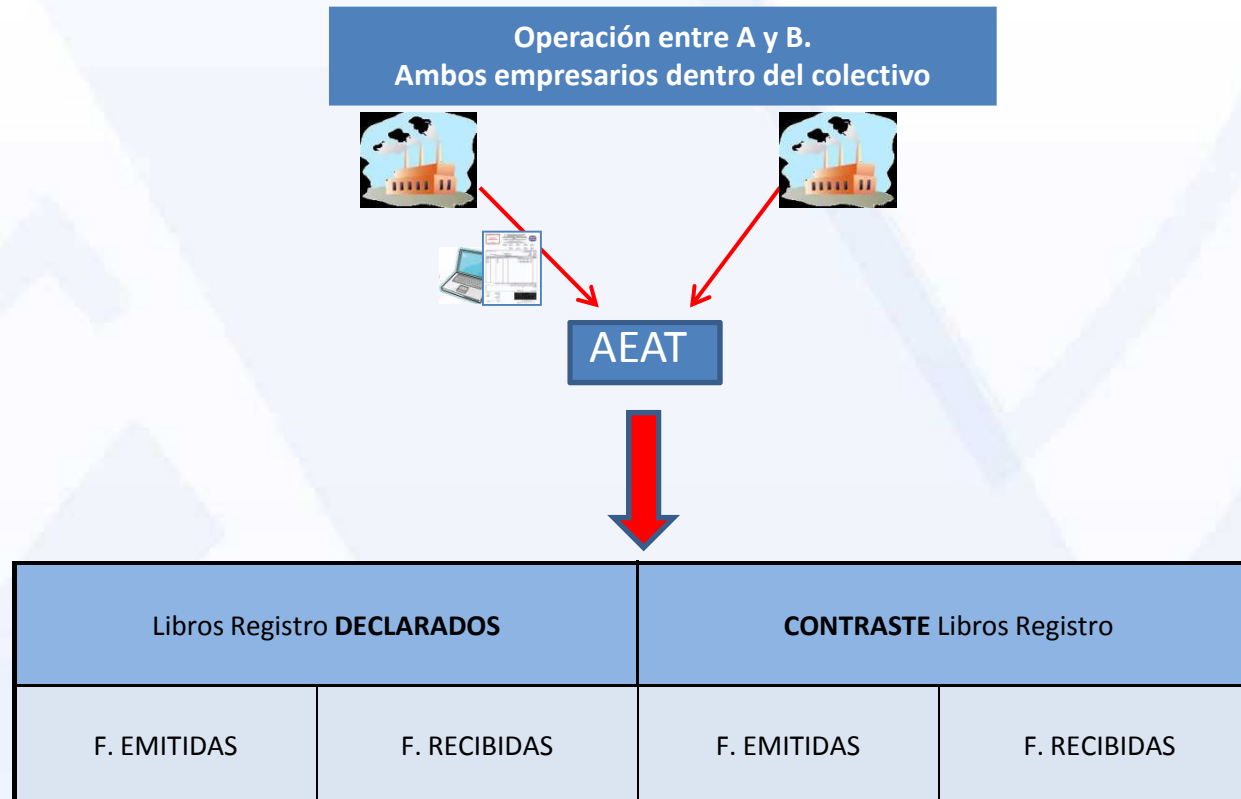 Operación entre A y B.
Ambos empresarios dentro del colectivo
AEAT
Libros Registro DECLARADOS
CONTRASTE Libros Registro
F. EMITIDAS
F. RECIBIDAS
F. EMITIDAS
F. RECIBIDAS